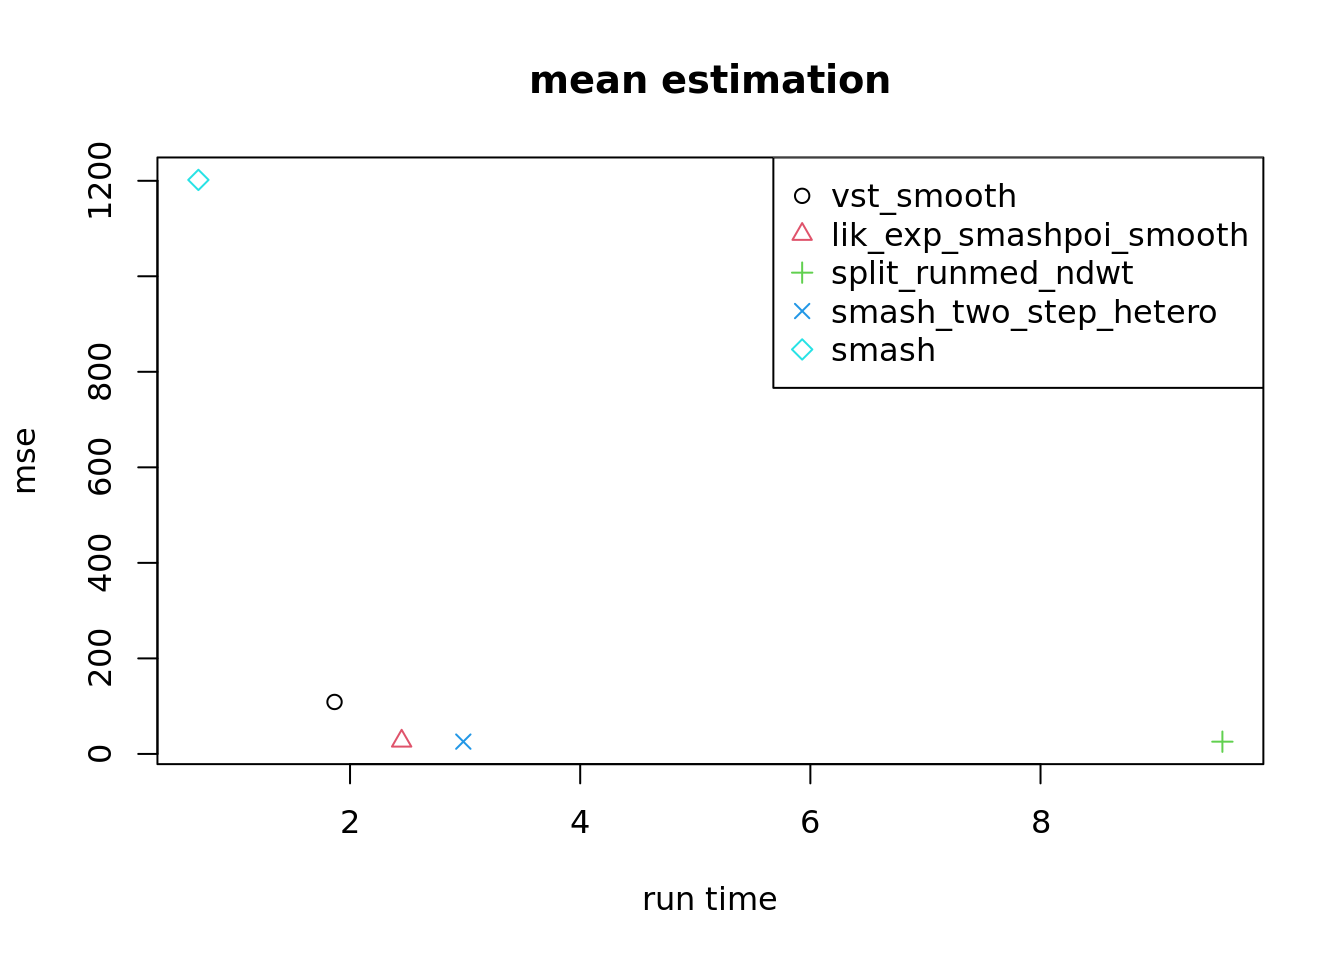 mean estimation
mse
1200
800
600
400
200
0
vst_smooth
lik_exp_smashpoi_smooth
split_runmed_ndwt
smash_two_step_hetero
smash
2 4 6 8
run time